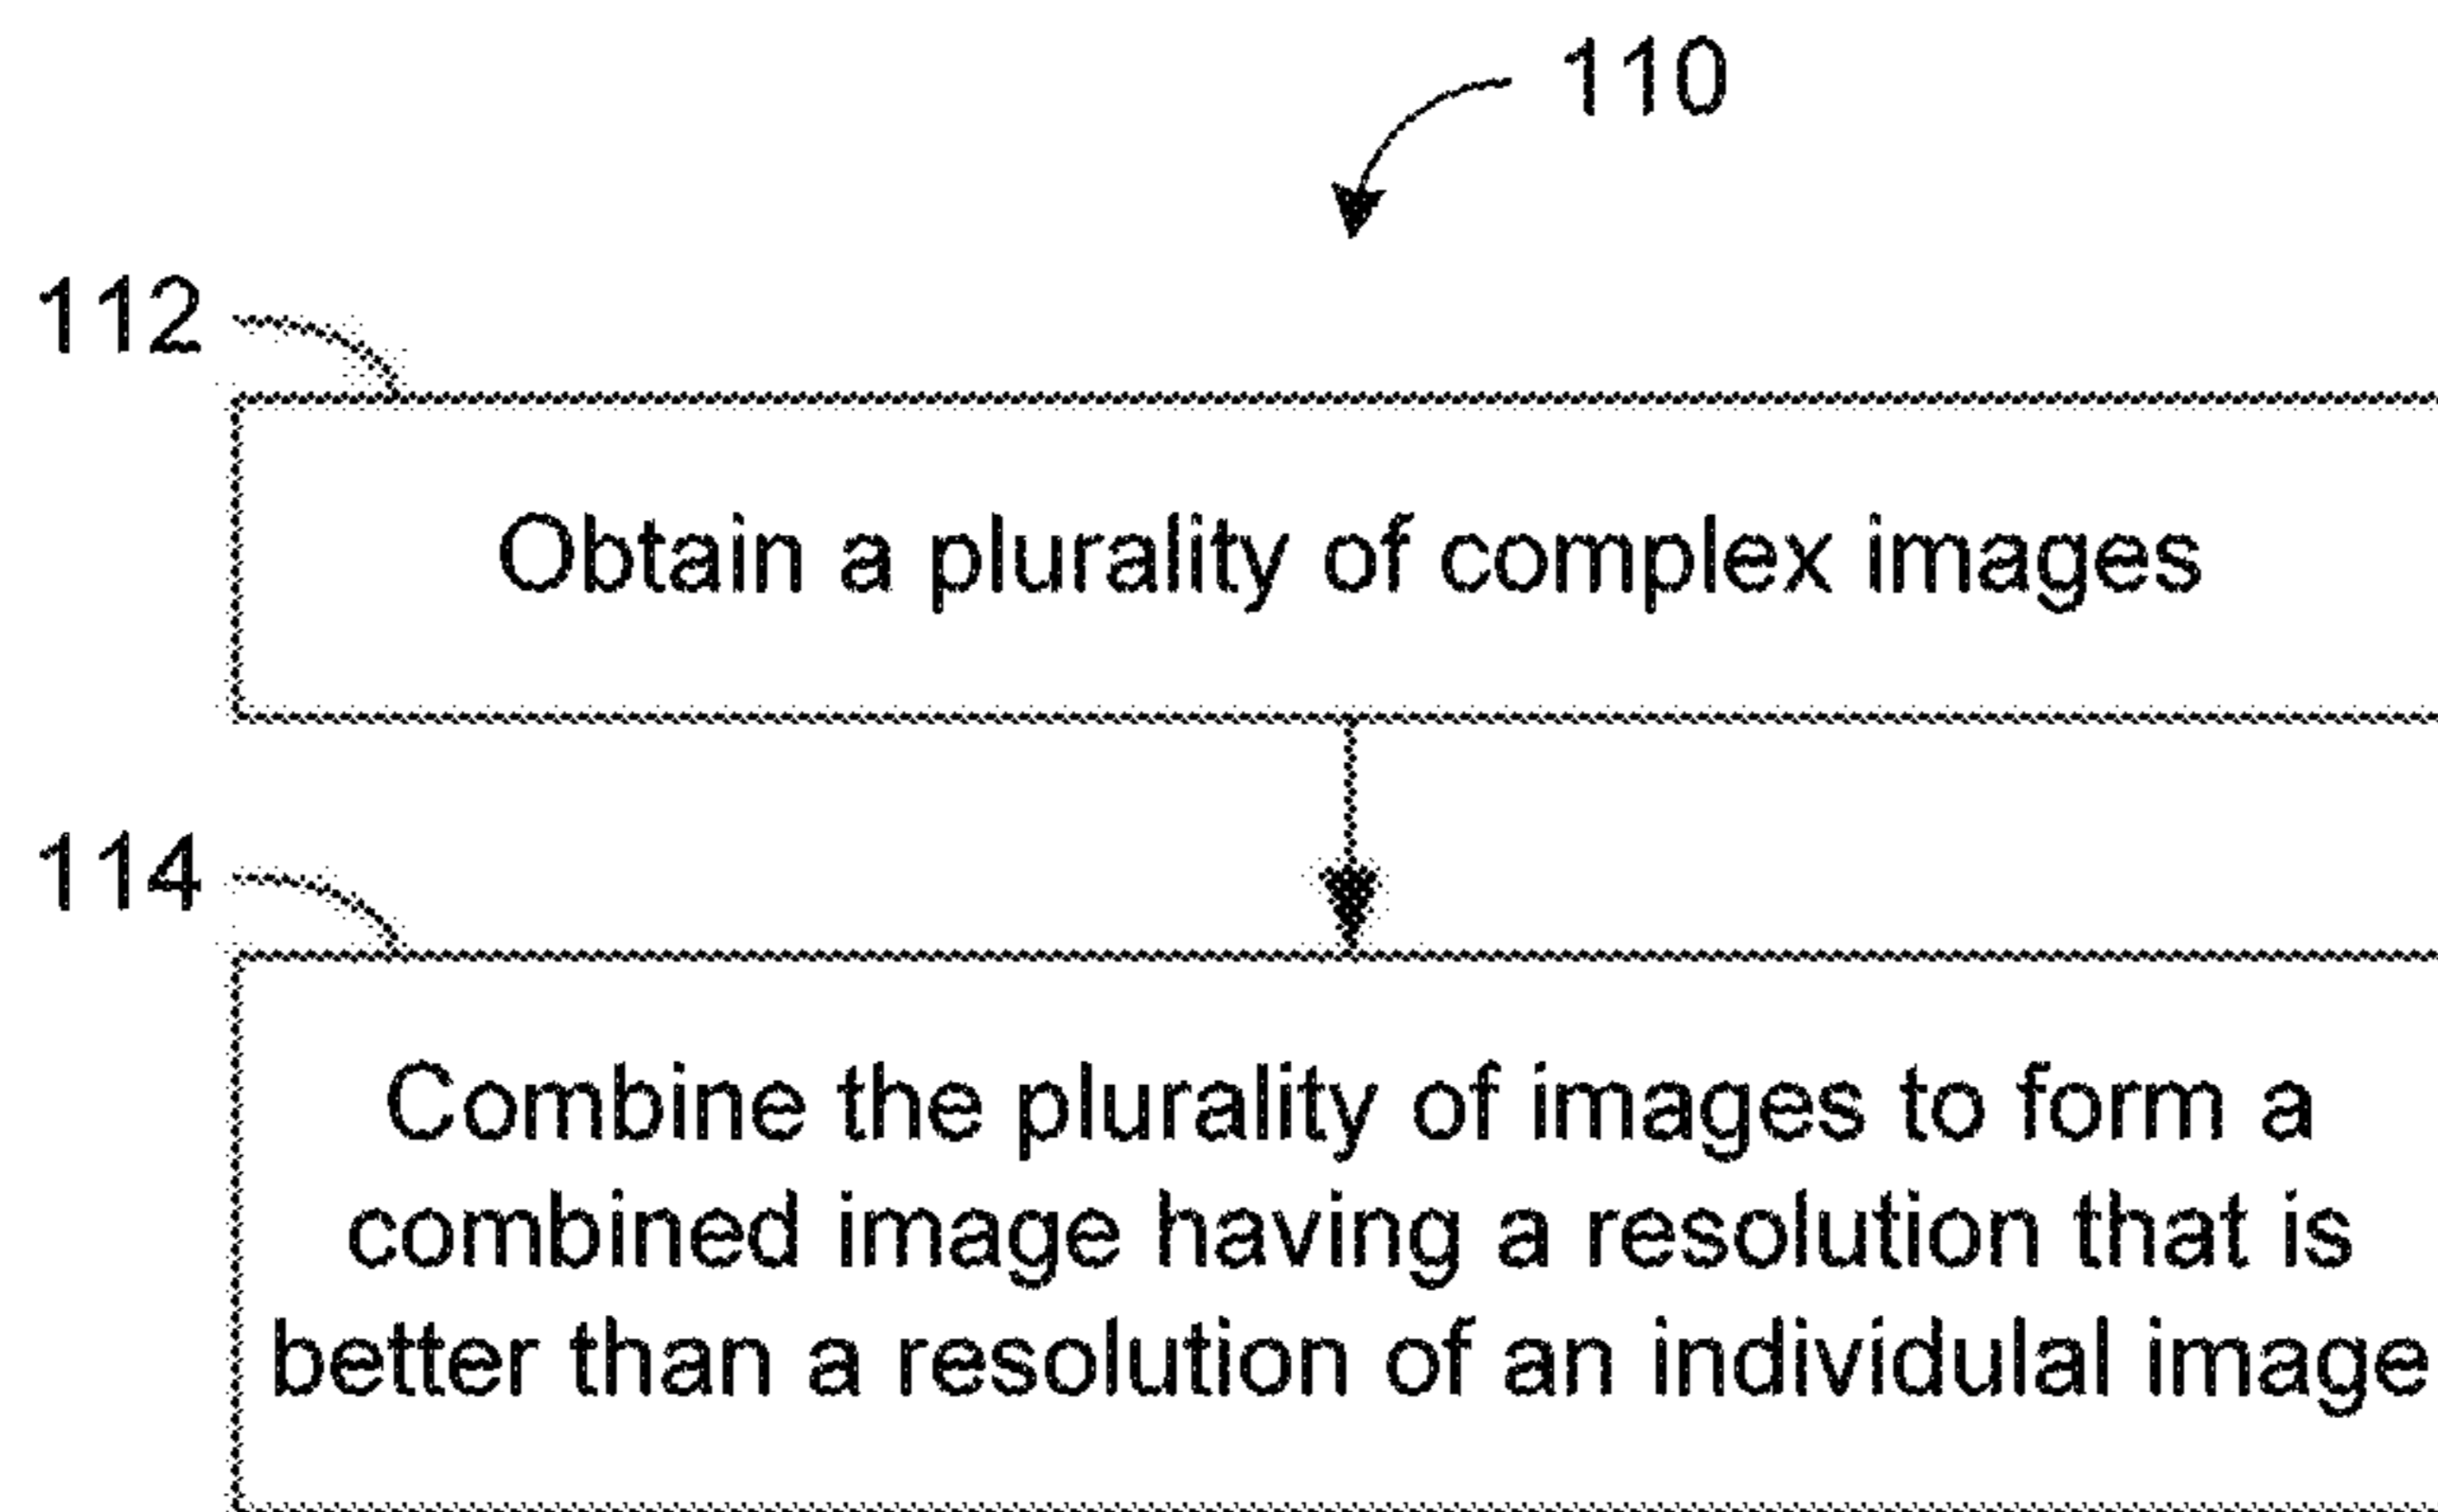 110
112
Obtain a plurality of complex images
114
Combine the plurality of images to form a
combined image having a resolution that is
better than a resolution of an individulal image